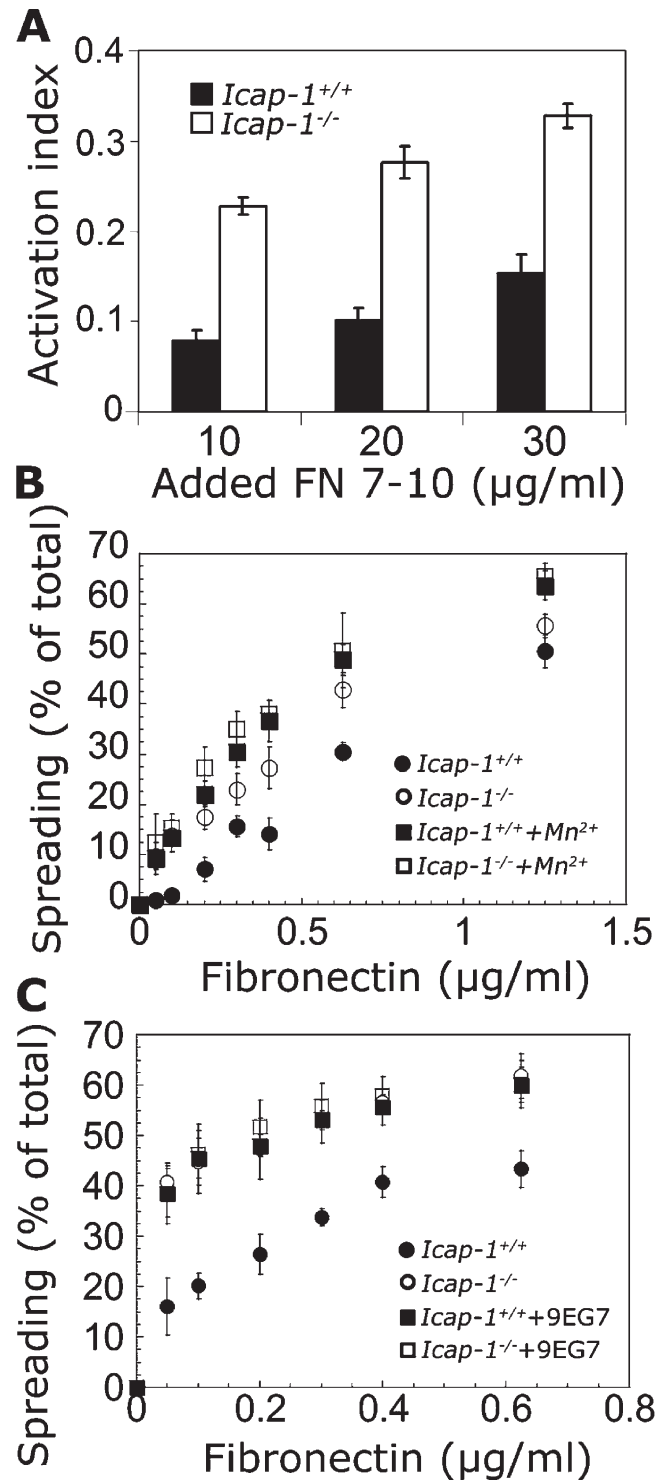 A
Activation index
0.4
0.3
0.2
0.1
0
Icap-1+/+
Icap-1-/-
10 20 30
Added FN 7-10 (µg/ml)
B
Spreading (% of total)
70
60
50
40
30
20
10
0
Icap-1+/+
Icap-1-/-
Icap-1+/++Mn2+
Icap-1-/-+Mn2+
0 0.5 1 1.5
Fibronectin (µg/ml)
C
Spreading (% of total)
70
60
50
40
30
20
10
0
Icap-1+/+
Icap-1-/-
Icap-1+/++9EG7
Icap-1-/-+9EG7
0 0.2 0.4 0.6 0.8
Fibronectin (µg/ml)